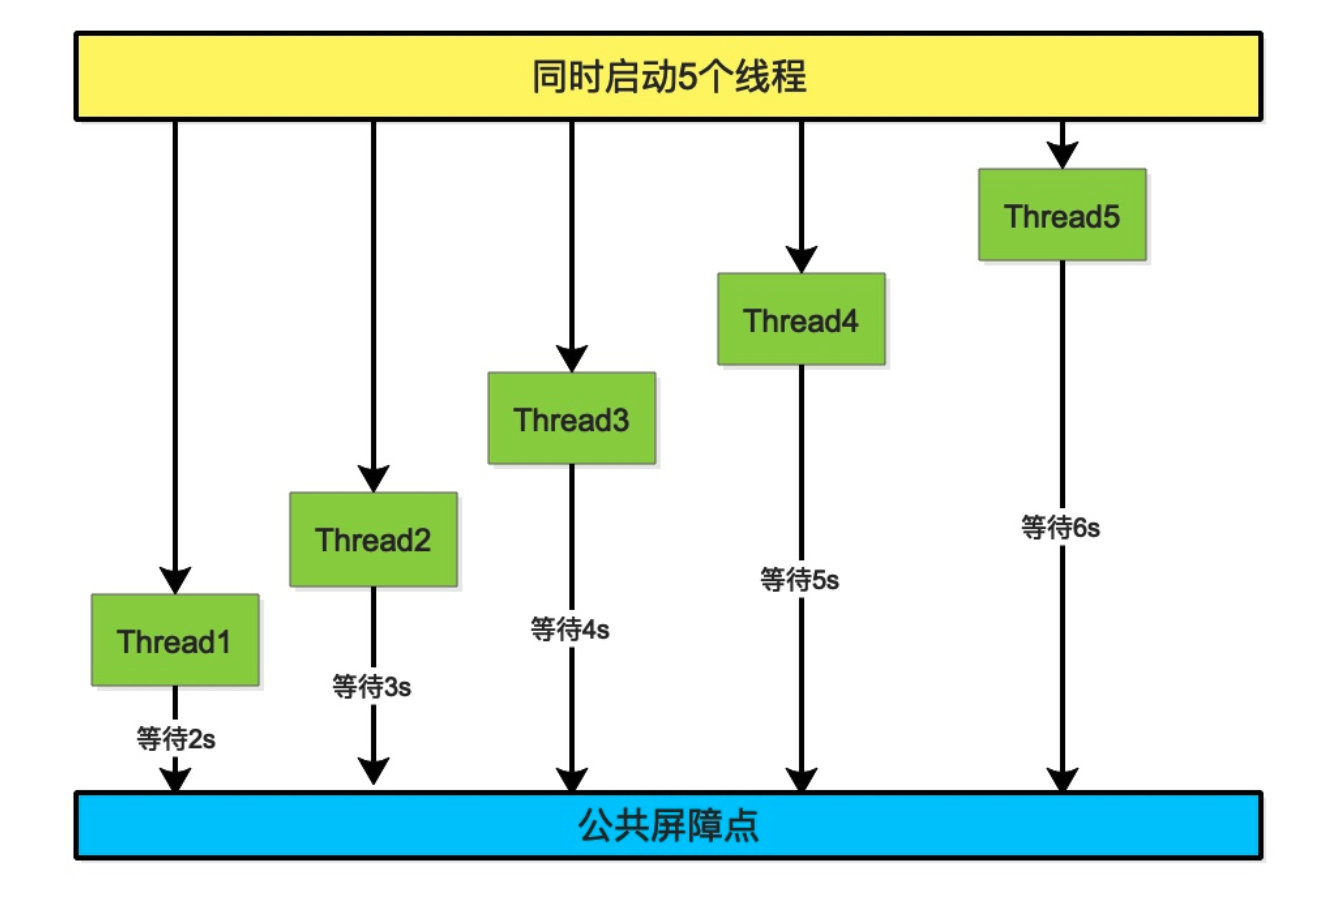 同时启动5个线程
Thread5
Thread4
Thread3
等待6s
Thread2
等待5s
等待4s
Thread1
等待3s
等待2s
公共屏障点